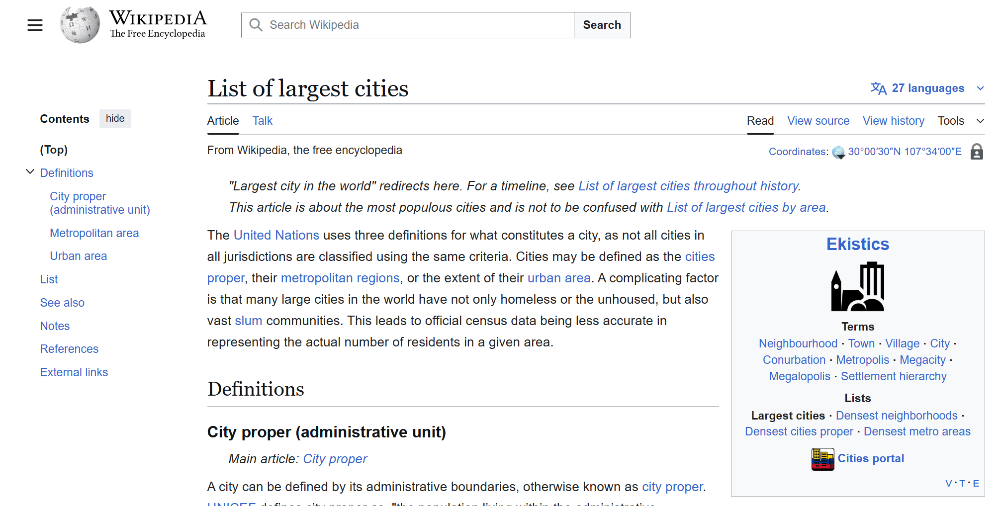 WIKIPEDIA
The Free Encyclopedia
Search Wikipedia
Search
List of largest cities
27 languages
Contents
hide
(Top)
Definitions
City proper
(administrative unit)
Metropolitan area
Urban area
List
See also
Notes
References
External links
Article
Talk
Read
View source
View history
Tools
From Wikipedia, the free encyclopedia
Coordinates: 30°00′30″N 107°34′00″E
"Largest city in the world" redirects here. For a timeline, see List of largest cities throughout history.
This article is about the most populous cities and is not to be confused with List of largest cities by area.
The United Nations uses three definitions for what constitutes a city, as not all cities in
all jurisdictions are classified using the same criteria. Cities may be defined as the cities
proper, their metropolitan regions, or the extent of their urban area. A complicating factor
is that many large cities in the world have not only homeless or the unhoused, but also
vast slum communities. This leads to official census data being less accurate in
representing the actual number of residents in a given area.
Definitions
City proper (administrative unit)
Main article: City proper
A city can be defined by its administrative boundaries, otherwise known as city proper.
UNICEF defines city proper as, "the population living within the administrative
Ekistics
Terms
Neighbourhood · Town · Village · City ·
Conurbation · Metropolis · Megacity ·
Megalopolis · Settlement hierarchy
Lists
Largest cities · Densest neighborhoods ·
Densest cities proper · Densest metro areas
Cities portal
V · T · E